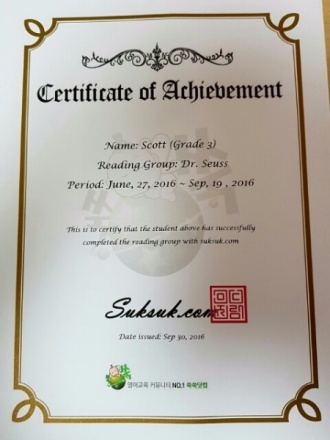 Certificate of Achievement
Name: Scott (Grade 3)
Reading Group: Dr. Seuss
Period: June, 27, 2016 ~ Sep, 19 , 2016
This is to certify that the student above has successfully
completed the reading group with suksuk.com
Suksuk.com
Date issued: Sep 30, 2016
영어교육 커뮤니티 NO.1 쑥쑥닷컴